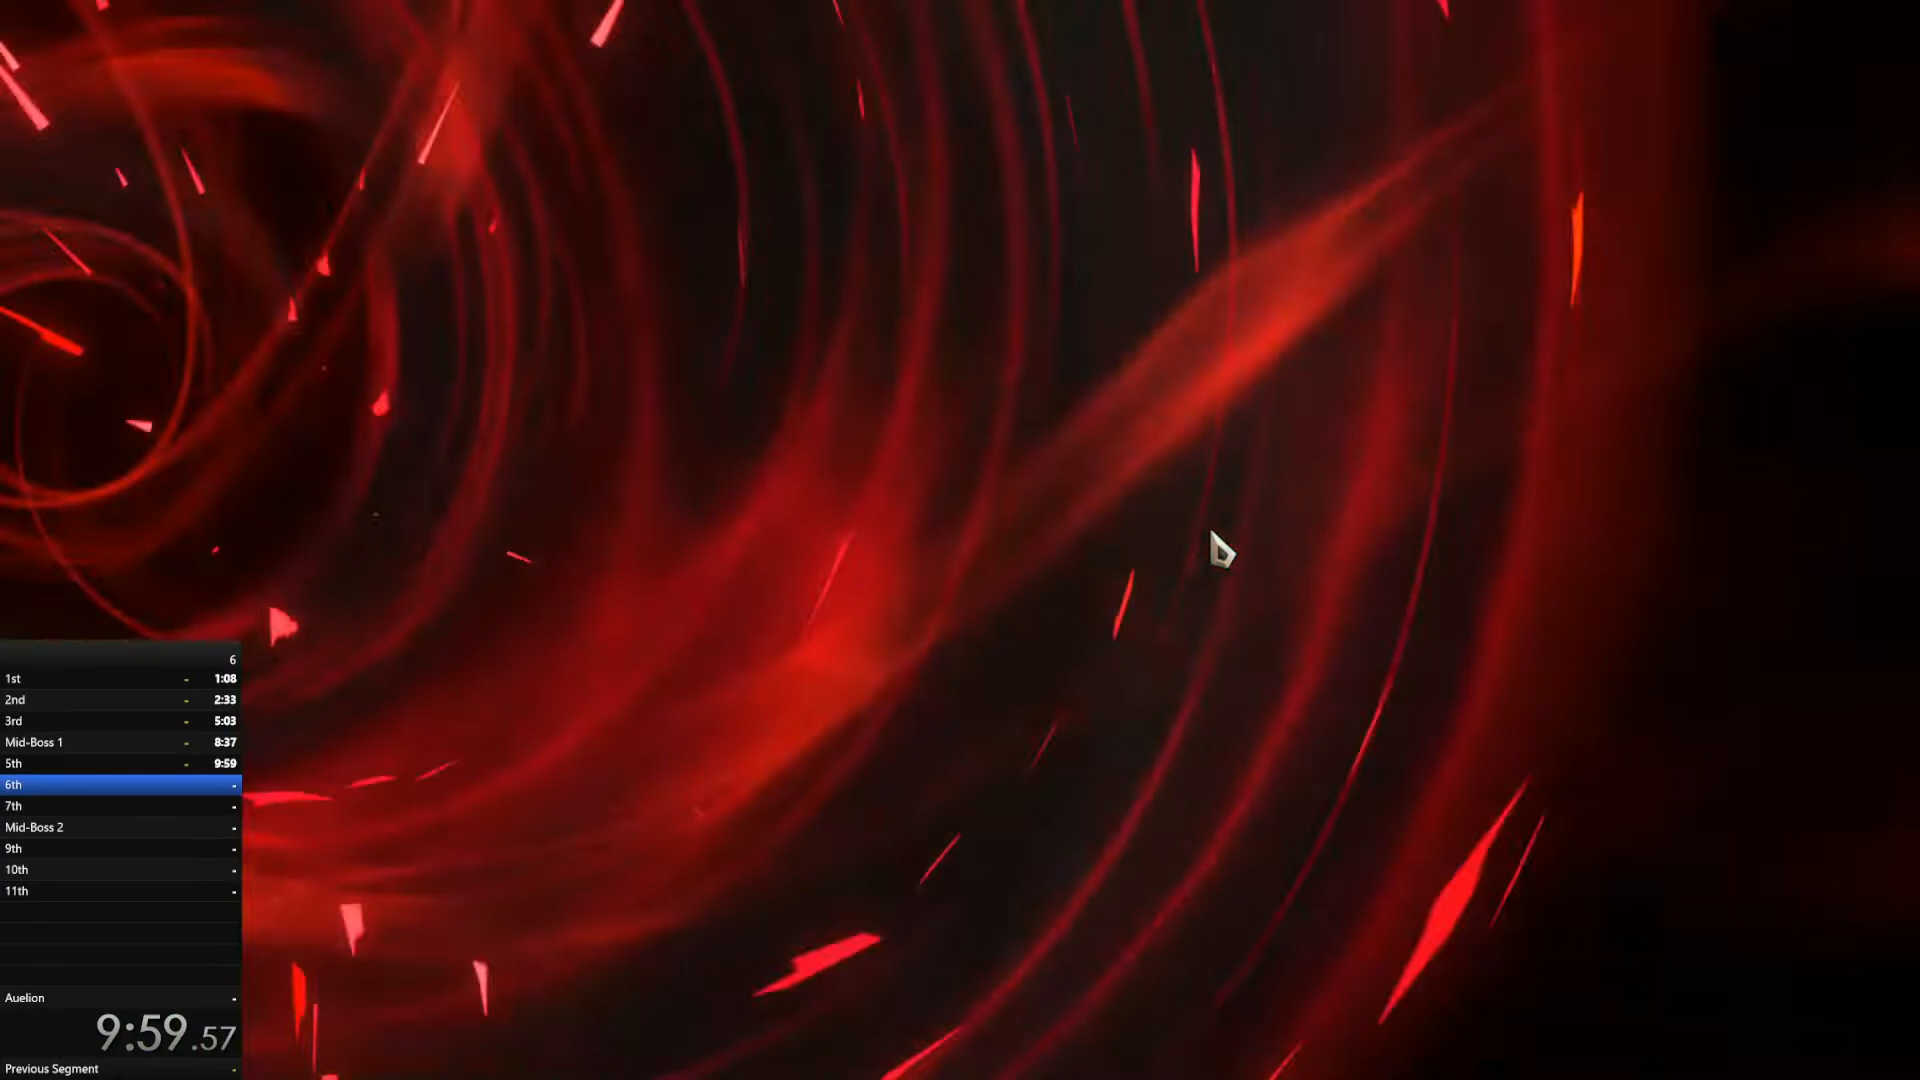 6
1st - 1:08
2nd - 2:33
3rd - 5:03
Mid-Boss 1 - 8:37
5th - 9:59
6th -
7th -
Mid-Boss 2 -
9th -
10th -
11th -
Auelion -
9:59.57
Previous Segment -